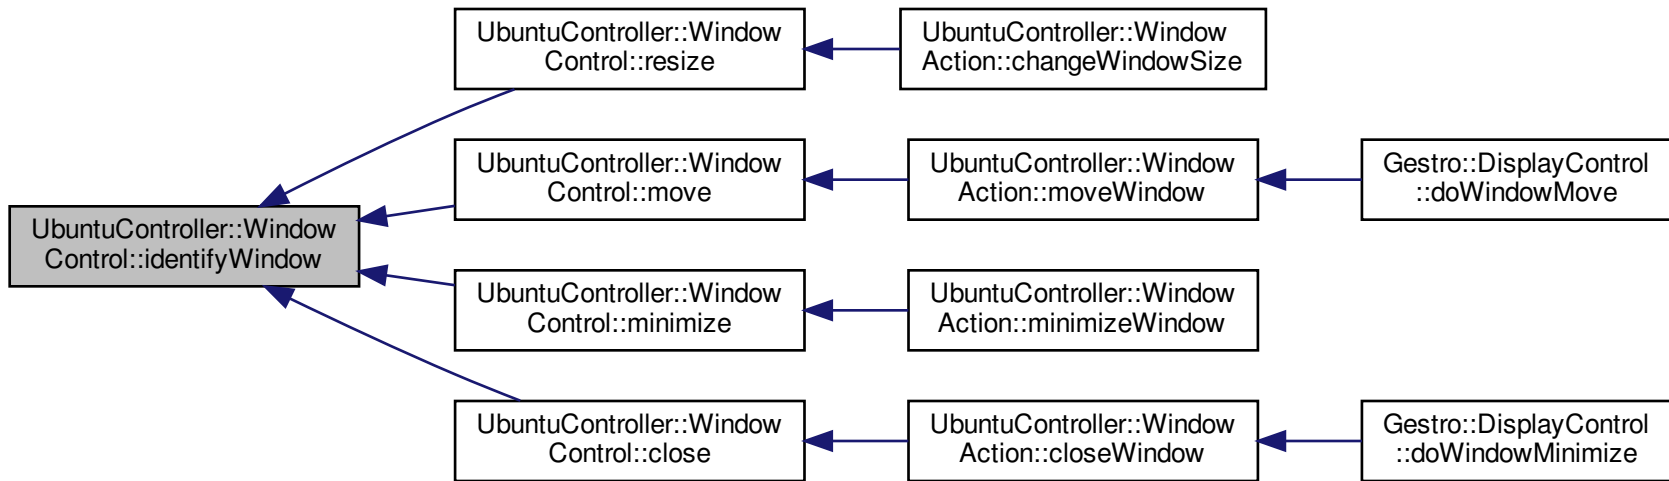 UbuntuController::Window
Control::resize
UbuntuController::Window
Action::changeWindowSize
UbuntuController::Window
Control::move
UbuntuController::Window
Action::moveWindow
Gestro::DisplayControl
::doWindowMove
UbuntuController::Window
Control::identifyWindow
UbuntuController::Window
Control::minimize
UbuntuController::Window
Action::minimizeWindow
UbuntuController::Window
Control::close
UbuntuController::Window
Action::closeWindow
Gestro::DisplayControl
::doWindowMinimize